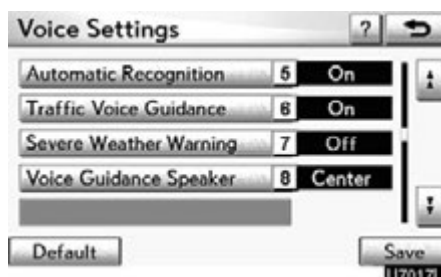 Voice Settings ?
Automatic Recognition 5 On
Traffic Voice Guidance 6 On
Severe Weather Warning 7 Off
Voice Guidance Speaker 8 Center
Default Save